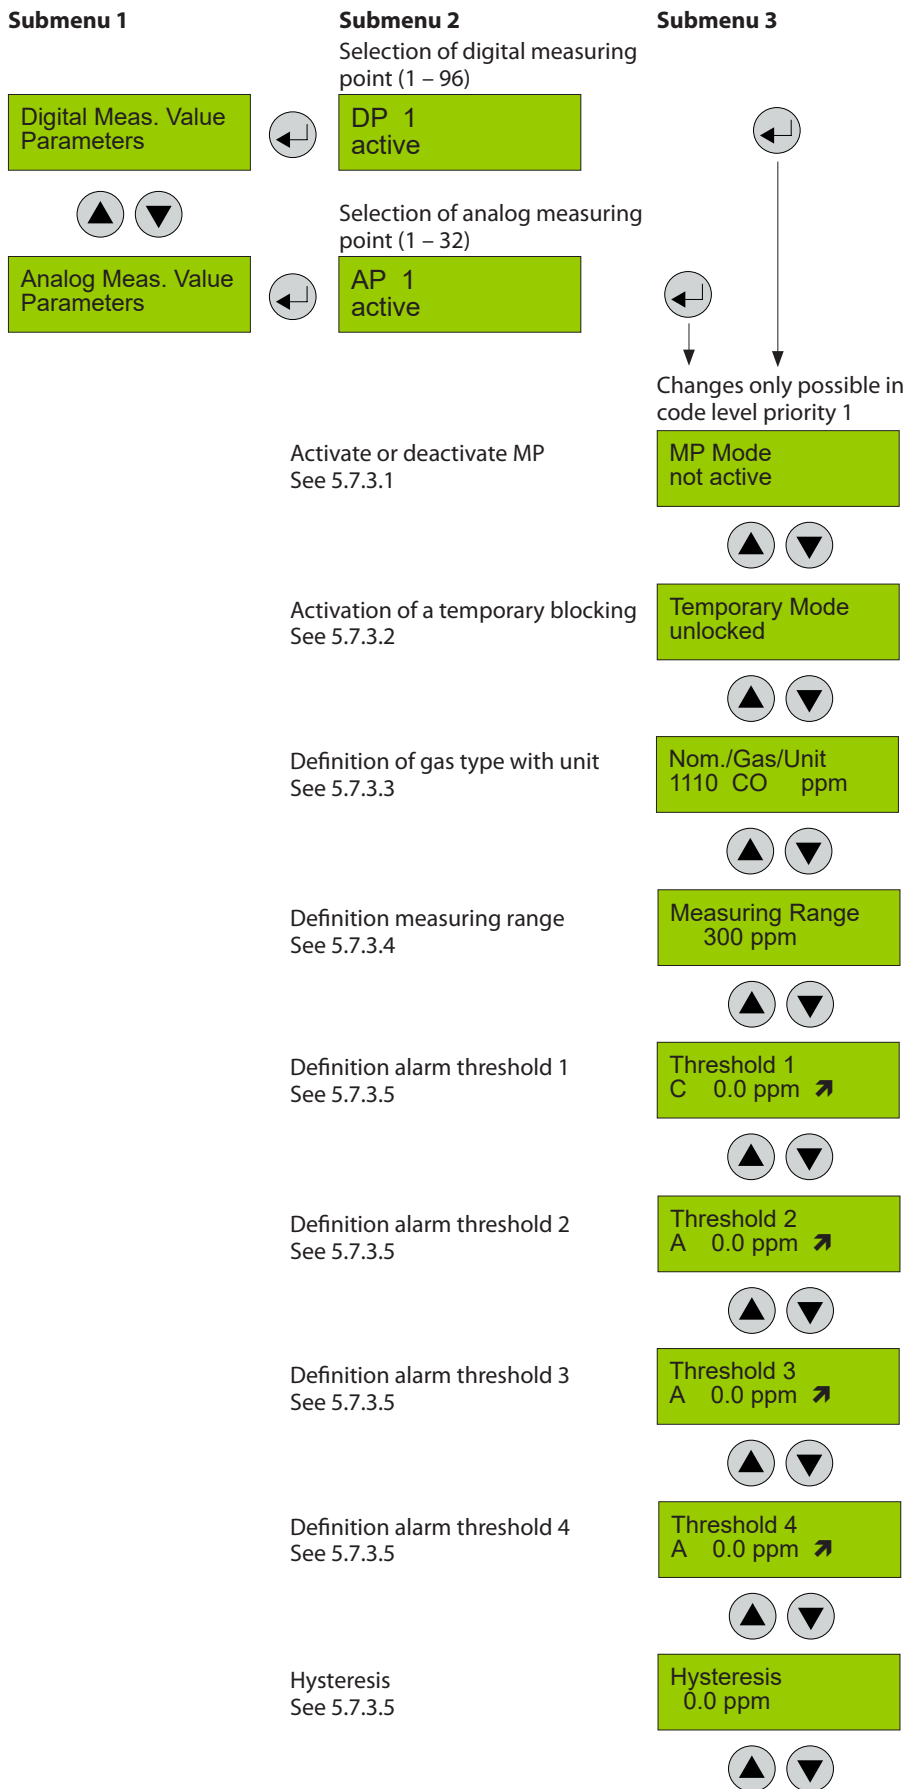 Submenu 1
Submenu 2
Submenu 3
Selection of digital measuring
point (1 – 96)
Digital Meas. Value
Parameters
DP 1
active
Selection of analog measuring
point (1 – 32)
Analog Meas. Value
Parameters
AP 1
active
Changes only possible in
code level priority 1
Activate or deactivate MP
See 5.7.3.1
MP Mode
not active
Activation of a temporary blocking
See 5.7.3.2
Temporary Mode
unlocked
Definition of gas type with unit
See 5.7.3.3
Nom./Gas/Unit
1110 CO ppm
Definition measuring range
See 5.7.3.4
Measuring Range
300 ppm
Definition alarm threshold 1
See 5.7.3.5
Threshold 1
C 0.0 ppm ↗
Definition alarm threshold 2
See 5.7.3.5
Threshold 2
A 0.0 ppm ↗
Definition alarm threshold 3
See 5.7.3.5
Threshold 3
A 0.0 ppm ↗
Definition alarm threshold 4
See 5.7.3.5
Threshold 4
A 0.0 ppm ↗
Hysteresis
See 5.7.3.5
Hysteresis
0.0 ppm